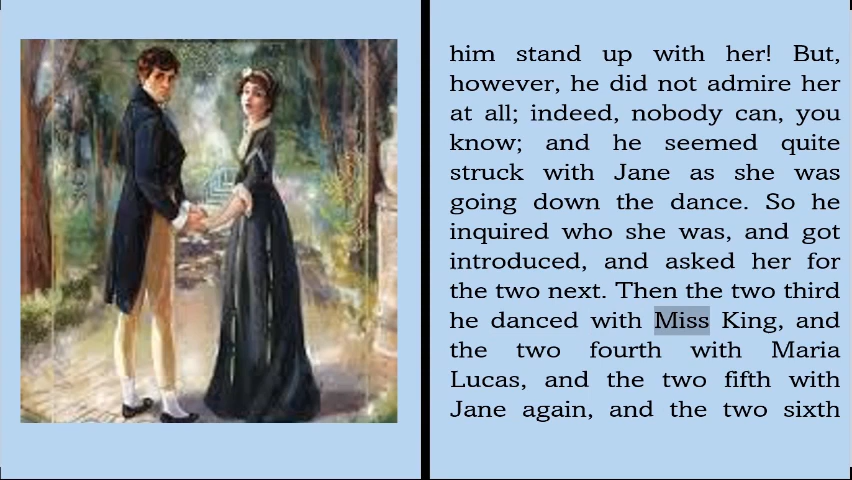 him stand up with her! But,
however, he did not admire her
at all; indeed, nobody can, you
know; and he seemed quite
struck with Jane as she was
going down the dance. So he
inquired who she was, and got
introduced, and asked her for
the two next. Then the two third
he danced with Miss King, and
the two fourth with Maria
Lucas, and the two fifth with
Jane again, and the two sixth